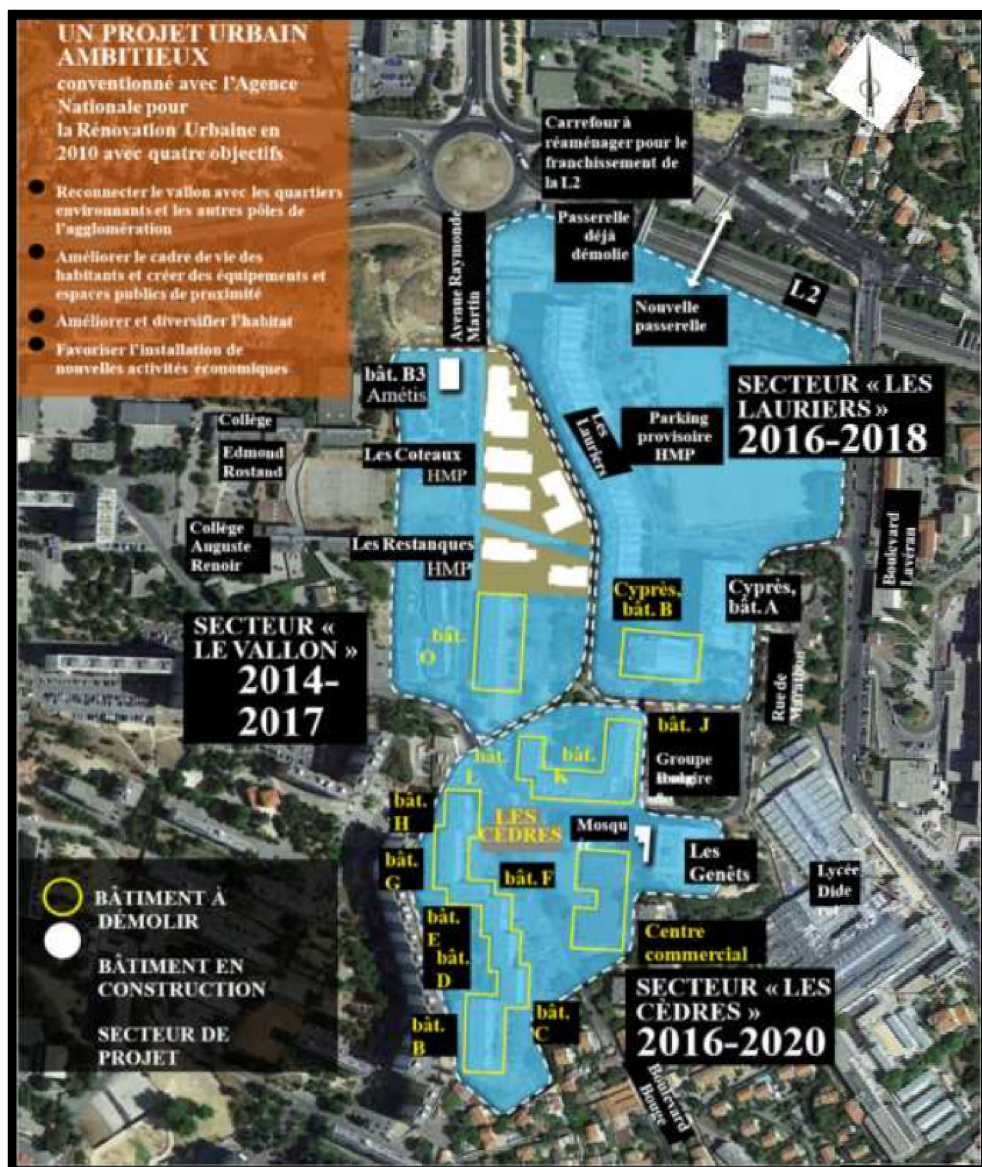 UN PROJET URBAIN
AMBITIEUX
conventionné avec l'Agence
Nationale pour
la Rénovation Urbaine en
2010 avec quatre objectifs
Reconnecter le vallon avec les quartiers
environnants et les autres pôles de
l'agglomération
Améliorer le cadre de vie des
habitants et créer des équipements et
espaces publics de proximité
Améliorer et diversifier l'habitat
Favoriser l'installation de
nouvelles activités économiques
Carrefour à
réaménager pour le
franchissement de
la L2
Avenue Raymonde
Martin
Passerelle
déjà
démolie
L2
Nouvelle
passerelle
bât. B3
Amétis
SECTEUR « LES
LAURIERS »
2016-2018
Les
Lauriers
Parking
provisoire
HMP
Collège
Edmond
Rostand
Les Coteaux
HMP
Collège
Auguste
Renoir
Les Restanques
HMP
Boulevard
Lavéran
Cyprès,
bât. B
Cyprès,
bât. A
SECTEUR «
LE VALLON »
2014-
2017
bât.
O
Rue de
Marathon
bât. J
Groupe
bât.
L
bât.
K
bât.
H
LES
CÈDRES
Mosqu
bât.
G
bât. F
Les
Genêts
Lycée
Dide
bât.
E
bât.
D
Centre
commercial
bât.
B
bât.
C
SECTEUR « LES
CÈDRES »
2016-2020
Boulevard
BÂTIMENT À
DÉMOLIR
BÂTIMENT EN
CONSTRUCTION
SECTEUR DE
PROJET